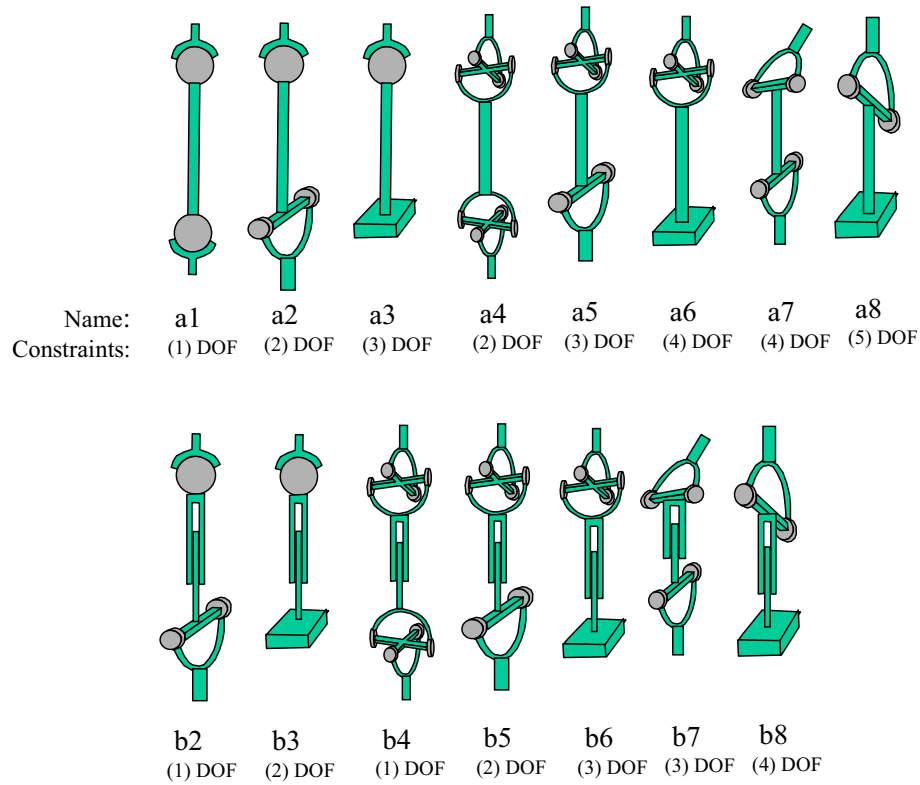 Name: a1 a2 a3 a4 a5 a6 a7 a8
Constraints: (1) DOF (2) DOF (3) DOF (2) DOF (3) DOF (4) DOF (4) DOF (5) DOF
b2 b3 b4 b5 b6 b7 b8
(1) DOF (2) DOF (1) DOF (2) DOF (3) DOF (3) DOF (4) DOF